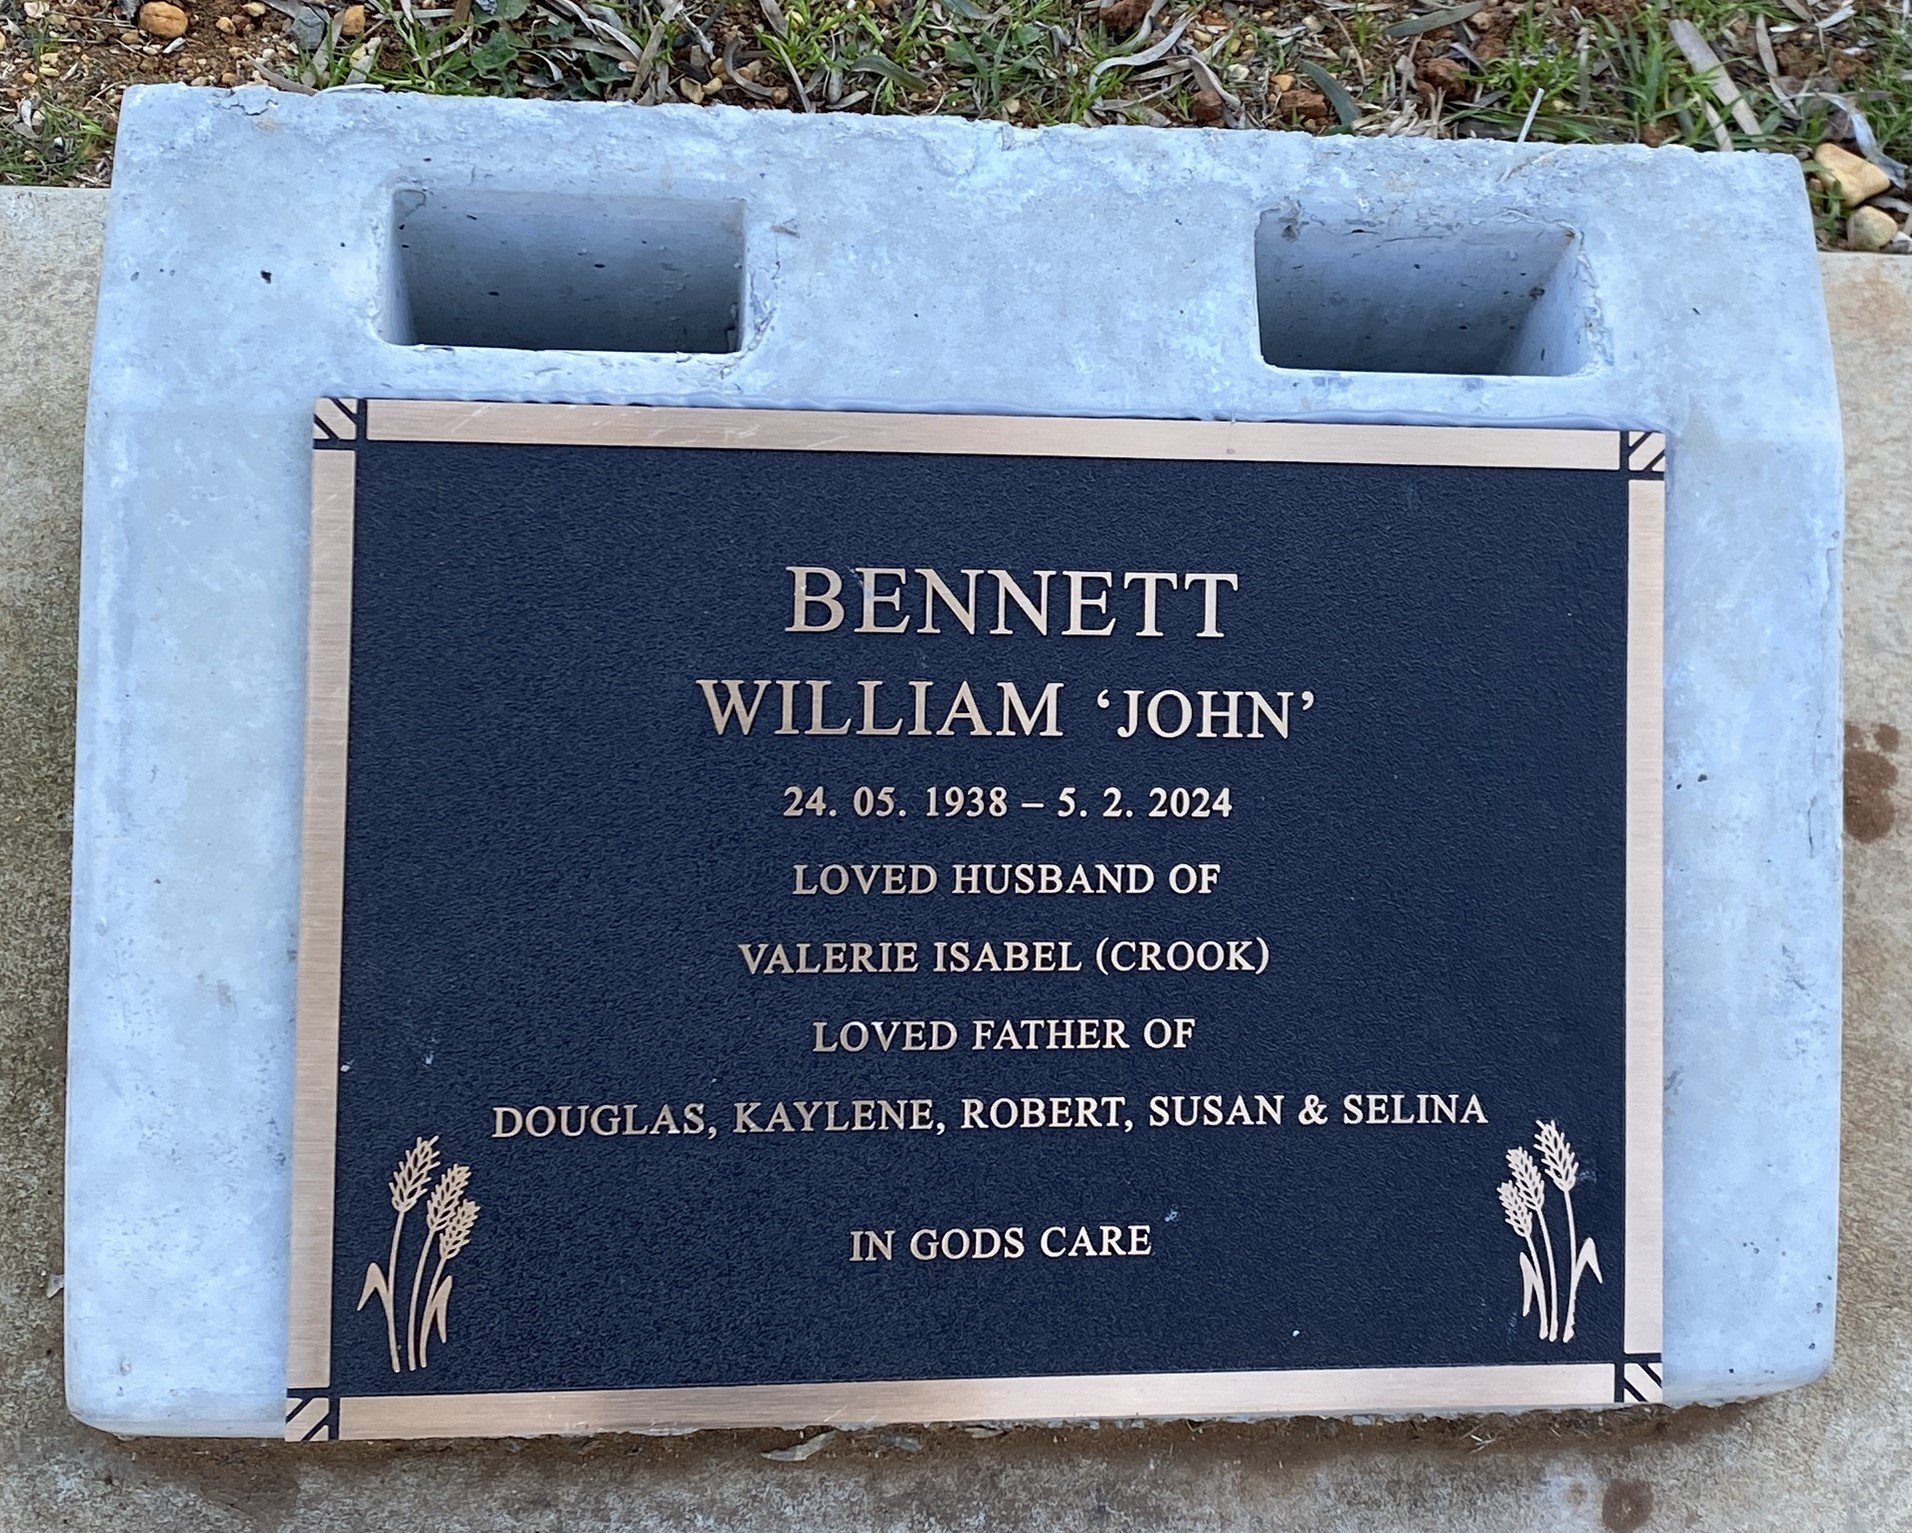 BENNETT
WILLIAM ‘JOHN’
24. 05. 1938 – 5. 2. 2024
LOVED HUSBAND OF
VALERIE ISABEL (CROOK)
LOVED FATHER OF
DOUGLAS, KAYLENE, ROBERT, SUSAN & SELINA
IN GODS CARE